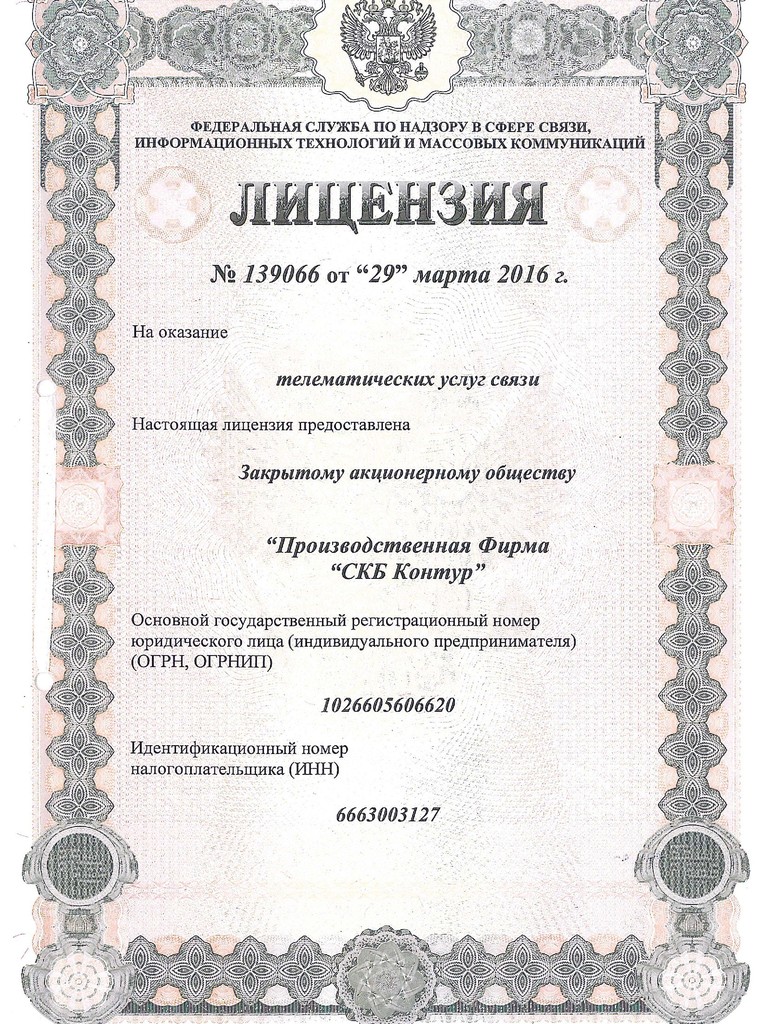 ФЕДЕРАЛЬНАЯ СЛУЖБА ПО НАДЗОРУ В СФЕРЕ СВЯЗИ,
ИНФОРМАЦИОННЫХ ТЕХНОЛОГИЙ И МАССОВЫХ КОММУНИКАЦИЙ
ЛИЦЕНЗИЯ
№ 139066 от “29” марта 2016 г.
На оказание
телематических услуг связи
Настоящая лицензия предоставлена
Закрытому акционерному обществу
“Производственная Фирма
“СКБ Контур”
Основной государственный регистрационный номер
юридического лица (индивидуального предпринимателя)
(ОГРН, ОГРНИП)
1026605606620
Идентификационный номер
налогоплательщика (ИНН)
6663003127